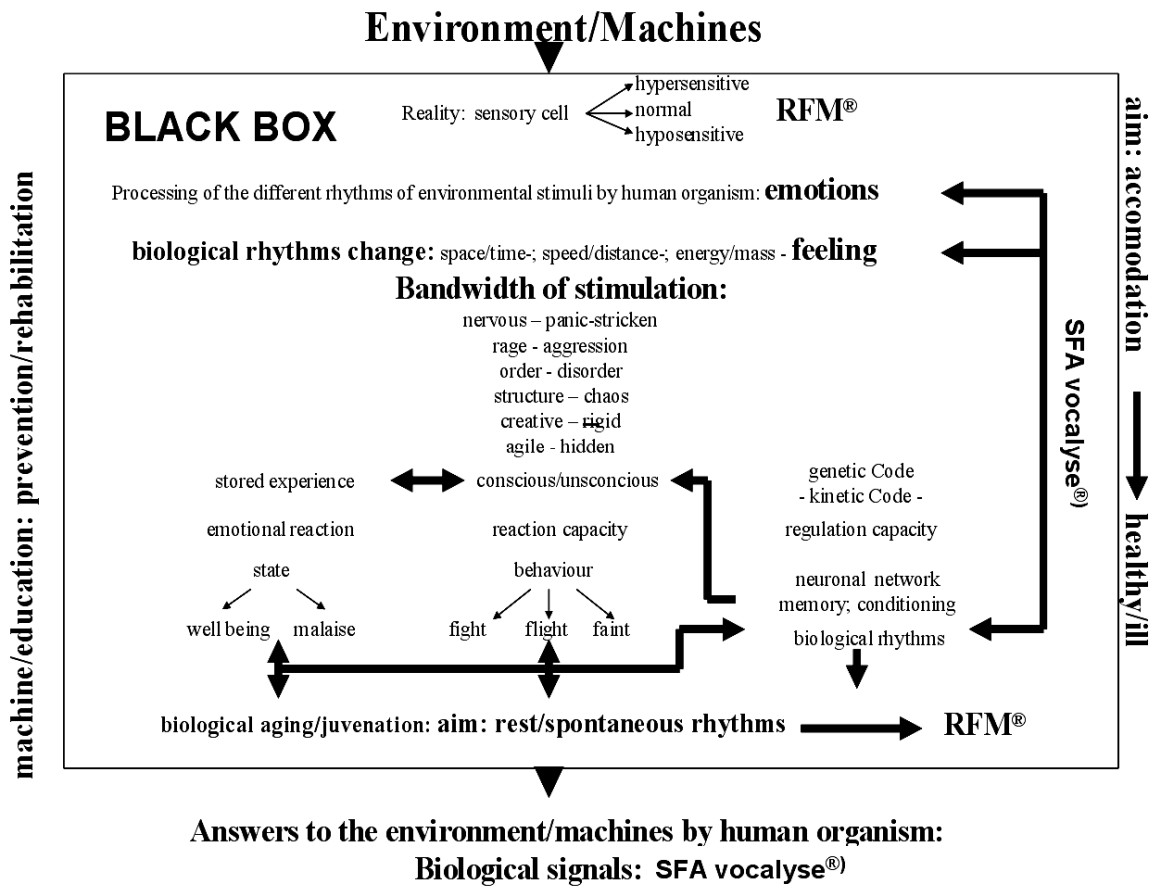 Environment/Machines
hypersensitive
BLACK BOX
Reality: sensory cell
normal
RFM®
hyposensitive
Processing of the different rhythms of environmental stimuli by human organism: emotions
biological rhythms change: space/time-; speed/distance-; energy/mass - feeling
Bandwidth of stimulation:
nervous – panic-stricken
rage - aggression
order - disorder
structure – chaos
creative – rigid
agile - hidden
stored experience
conscious/unsconcious
genetic Code
- kinetic Code -
emotional reaction
reaction capacity
regulation capacity
state
behaviour
neuronal network
memory; conditioning
well being
malaise
fight
flight
faint
biological rhythms
biological aging/juvenation: aim: rest/spontaneous rhythms
RFM®
Answers to the environment/machines by human organism:
Biological signals: SFA vocalyse®)
machine/education: prevention/rehabilitation
SFA vocalyse®)
aim: accomodation
healthy/ill